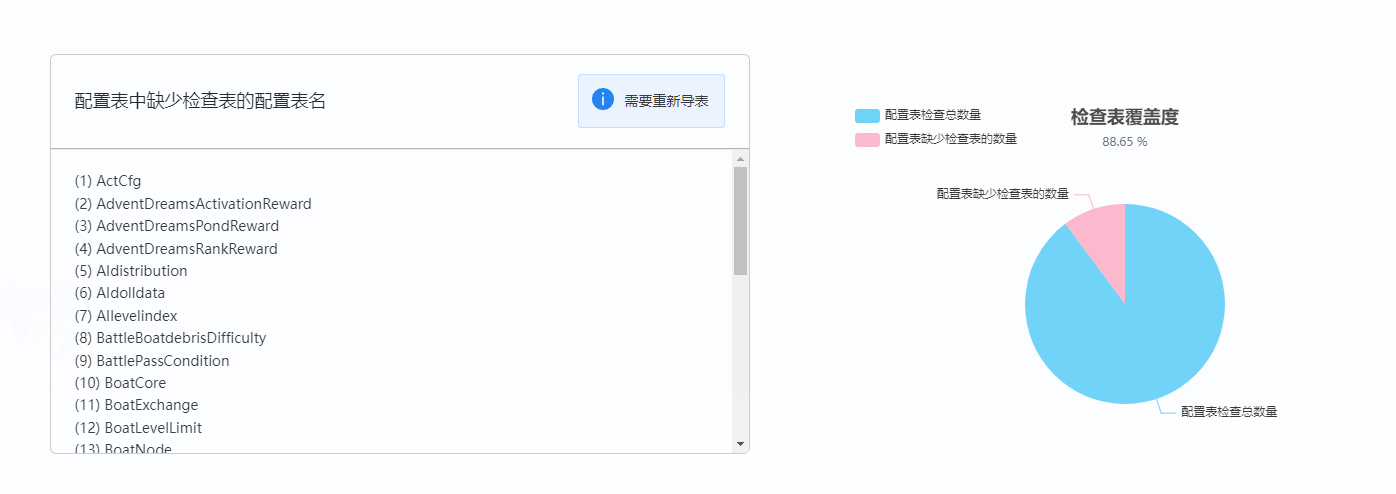 配置表中缺少检查表的配置表名
需要重新导表
(1) ActCfg
(2) AdventDreamsActivationReward
(3) AdventDreamsPondReward
(4) AdventDreamsRankReward
(5) AIdistribution
(6) AIdolldata
(7) AIlevelindex
(8) BattleBoatdebrisDifficulty
(9) BattlePassCondition
(10) BoatCore
(11) BoatExchange
(12) BoatLevelLimit
(13) BoatNode
配置表检查总数量
配置表缺少检查表的数量
检查表覆盖度
88.65 %
配置表缺少检查表的数量
配置表检查总数量